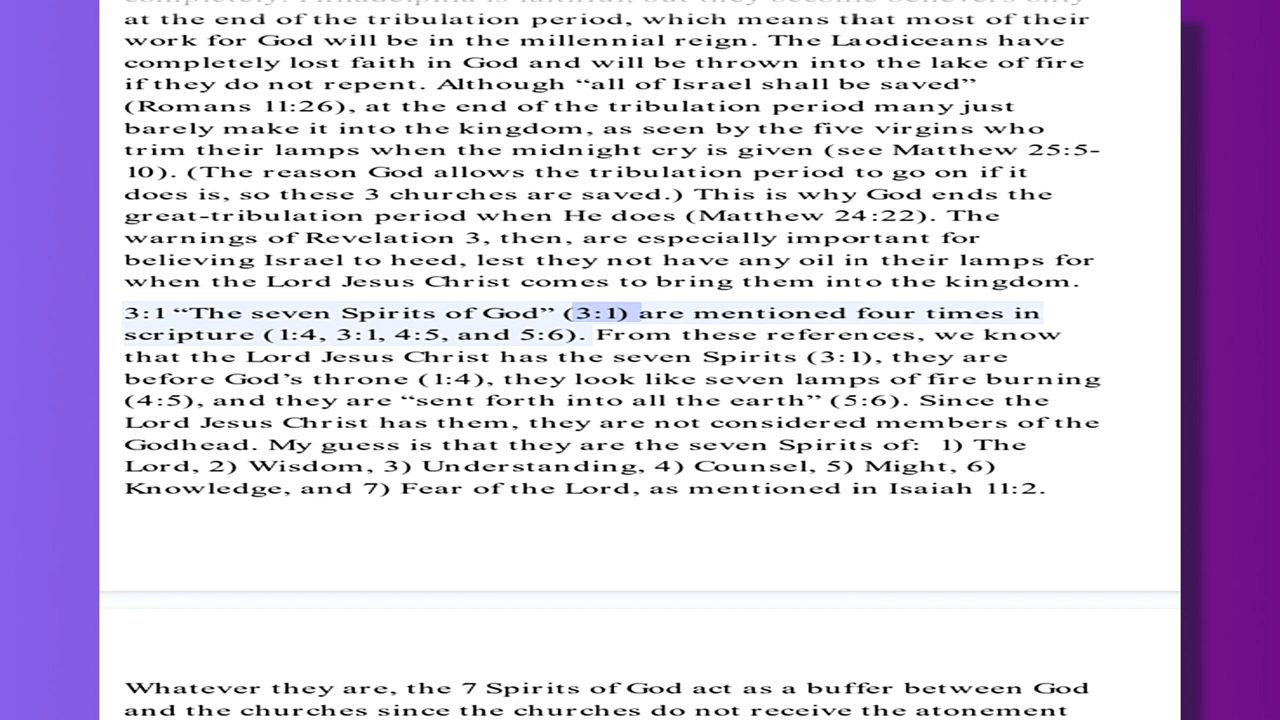 completely. Philadelphia is faithful, but they become believers only
at the end of the tribulation period, which means that most of their
work for God will be in the millennial reign. The Laodiceans have
completely lost faith in God and will be thrown into the lake of fire
if they do not repent. Although “all of Israel shall be saved”
(Romans 11:26), at the end of the tribulation period many just
barely make it into the kingdom, as seen by the five virgins who
trim their lamps when the midnight cry is given (see Matthew 25:5-
10). (The reason God allows the tribulation period to go on if it
does is, so these 3 churches are saved.) This is why God ends the
great-tribulation period when He does (Matthew 24:22). The
warnings of Revelation 3, then, are especially important for
believing Israel to heed, lest they not have any oil in their lamps for
when the Lord Jesus Christ comes to bring them into the kingdom.
3:1 “The seven Spirits of God” (3:1) are mentioned four times in
scripture (1:4, 3:1, 4:5, and 5:6). From these references, we know
that the Lord Jesus Christ has the seven Spirits (3:1), they are
before God’s throne (1:4), they look like seven lamps of fire burning
(4:5), and they are “sent forth into all the earth” (5:6). Since the
Lord Jesus Christ has them, they are not considered members of the
Godhead. My guess is that they are the seven Spirits of: 1) The
Lord, 2) Wisdom, 3) Understanding, 4) Counsel, 5) Might, 6)
Knowledge, and 7) Fear of the Lord, as mentioned in Isaiah 11:2.
Whatever they are, the 7 Spirits of God act as a buffer between God
and the churches since the churches do not receive the atonement